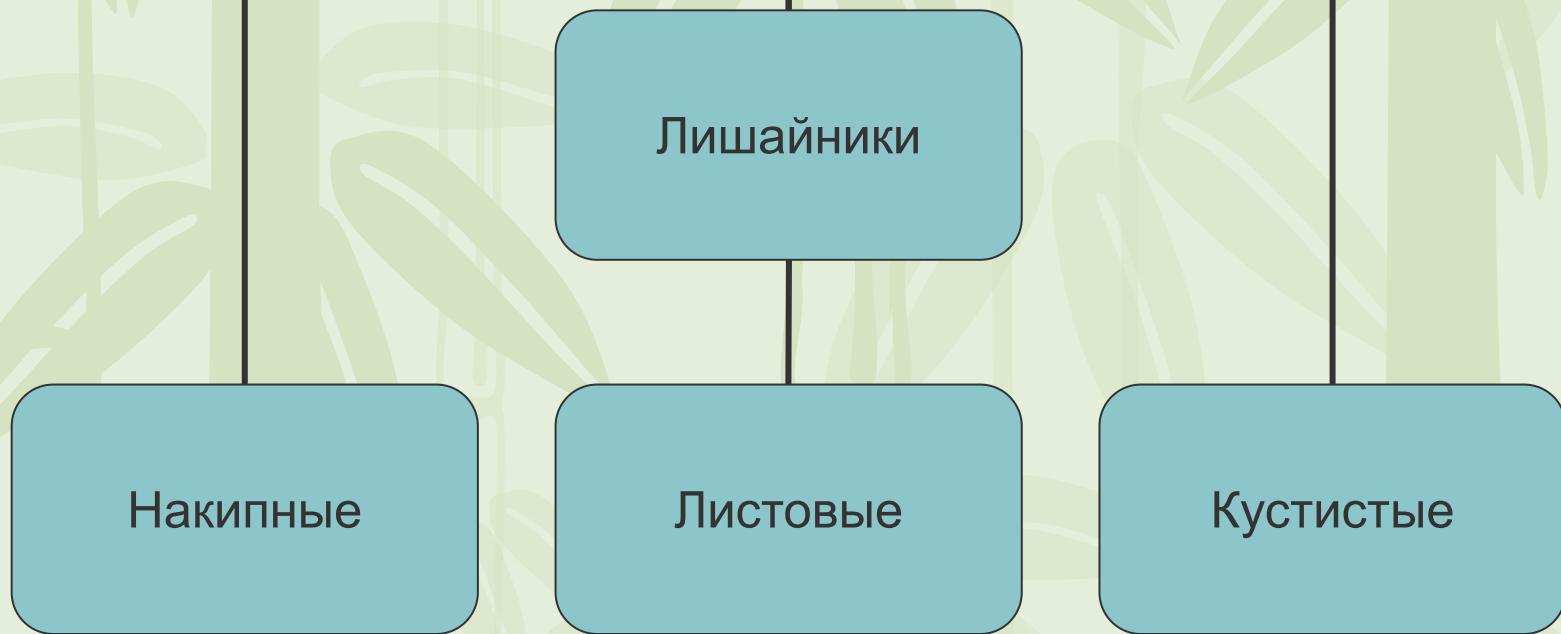 Лишайники
Накипные
Листовые
Кустистые